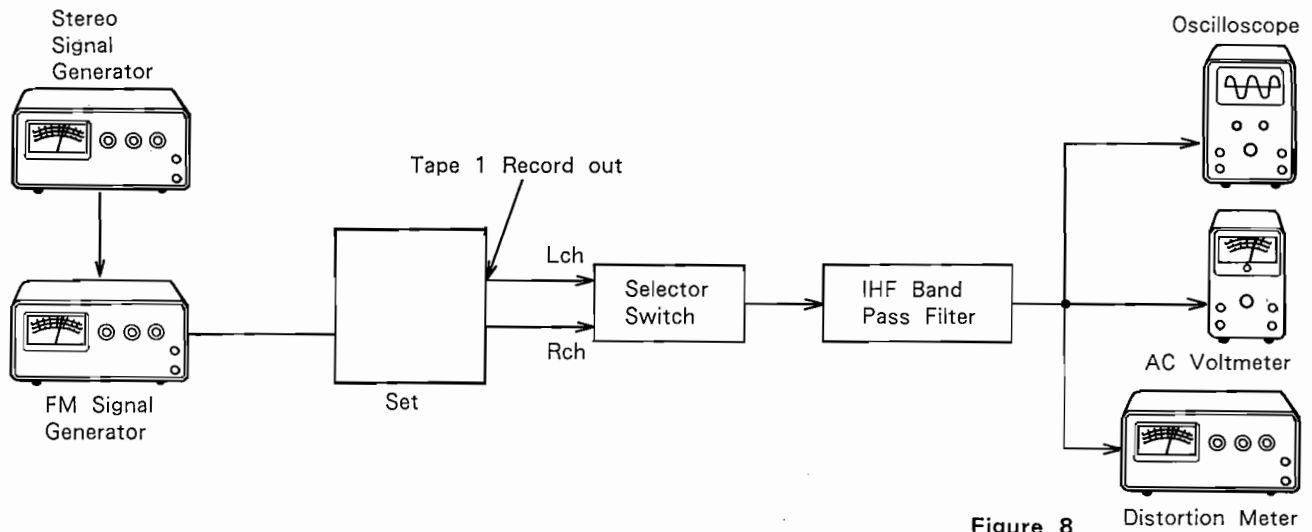 Stereo
Signal
Generator
Oscilloscope
Tape 1 Record out
Lch
Rch
Selector
Switch
IHF Band
Pass Filter
AC Voltmeter
Set
FM Signal
Generator
Figure 8
Distortion Meter